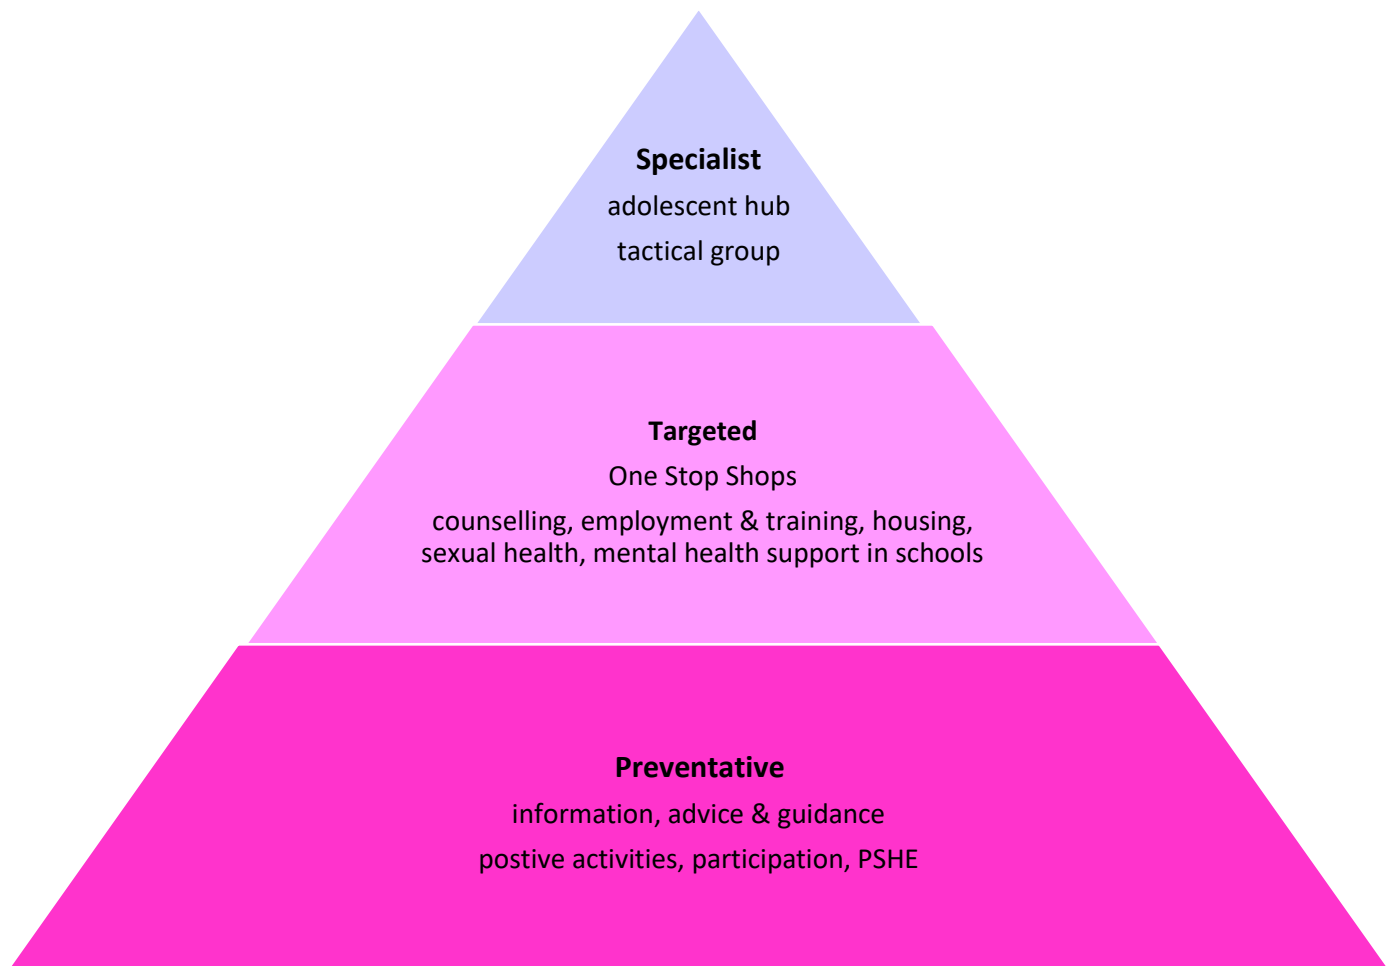 Specialist
adolescent hub
tactical group
Targeted
One Stop Shops
counselling, employment & training, housing,
sexual health, mental health support in schools
Preventative
information, advice & guidance
postive activities, participation, PSHE